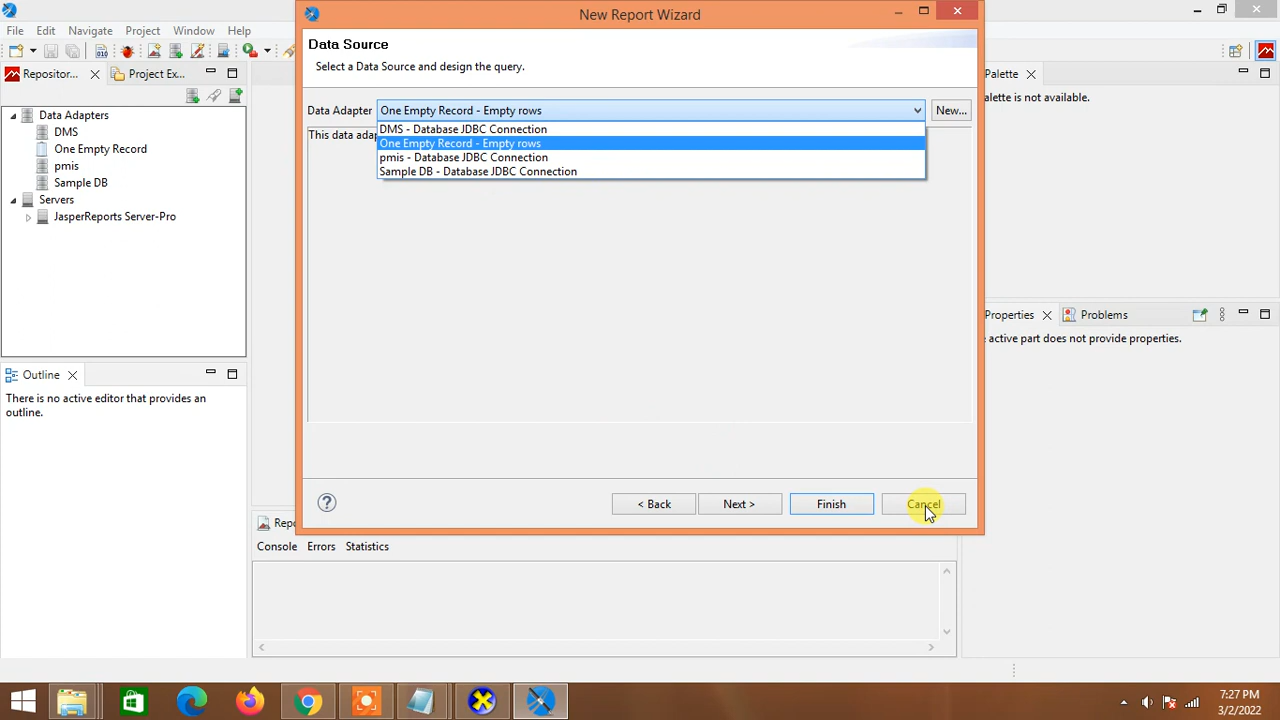 New Report Wizard
File Edit Navigate Project Window Help
Data Source
Select a Data Source and design the query.
Repositor...
Project Ex...
Palette
Data Adapter
One Empty Record - Empty rows
New...
DMS - Database JDBC Connection
One Empty Record - Empty rows
pmis - Database JDBC Connection
Sample DB - Database JDBC Connection
This data
alette is not available.
Data Adapters
DMS
One Empty Record
pmis
Sample DB
Servers
JasperReports Server-Pro
Properties
Problems
active part does not provide properties.
Outline
There is no active editor that provides an
outline.
< Back
Next >
Finish
Cancel
Repo
Console Errors Statistics
7:27 PM
3/2/2022